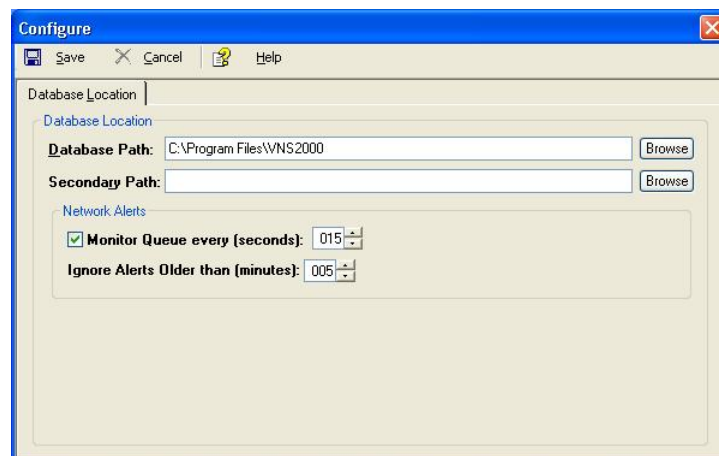 Configure
Save Cancel Help
Database Location
Database Location
Database Path: C:\Program Files\VNS2000 Browse
Secondary Path: Browse
Network Alerts
Monitor Queue every (seconds): 015
Ignore Alerts Older than (minutes): 005